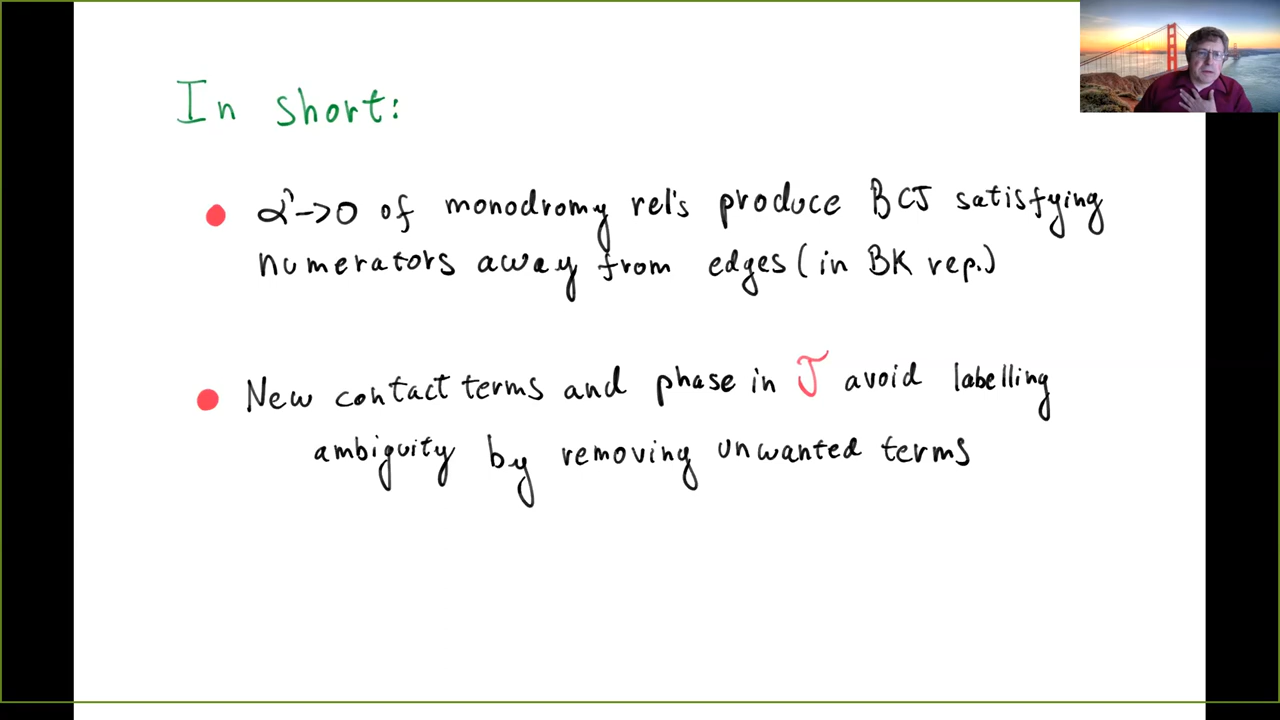 In short:
α'→0 of monodromy rel's produce BCJ satisfying
numerators away from edges (in BK rep.)
New contact terms and phase in J avoid labelling
ambiguity by removing unwanted terms